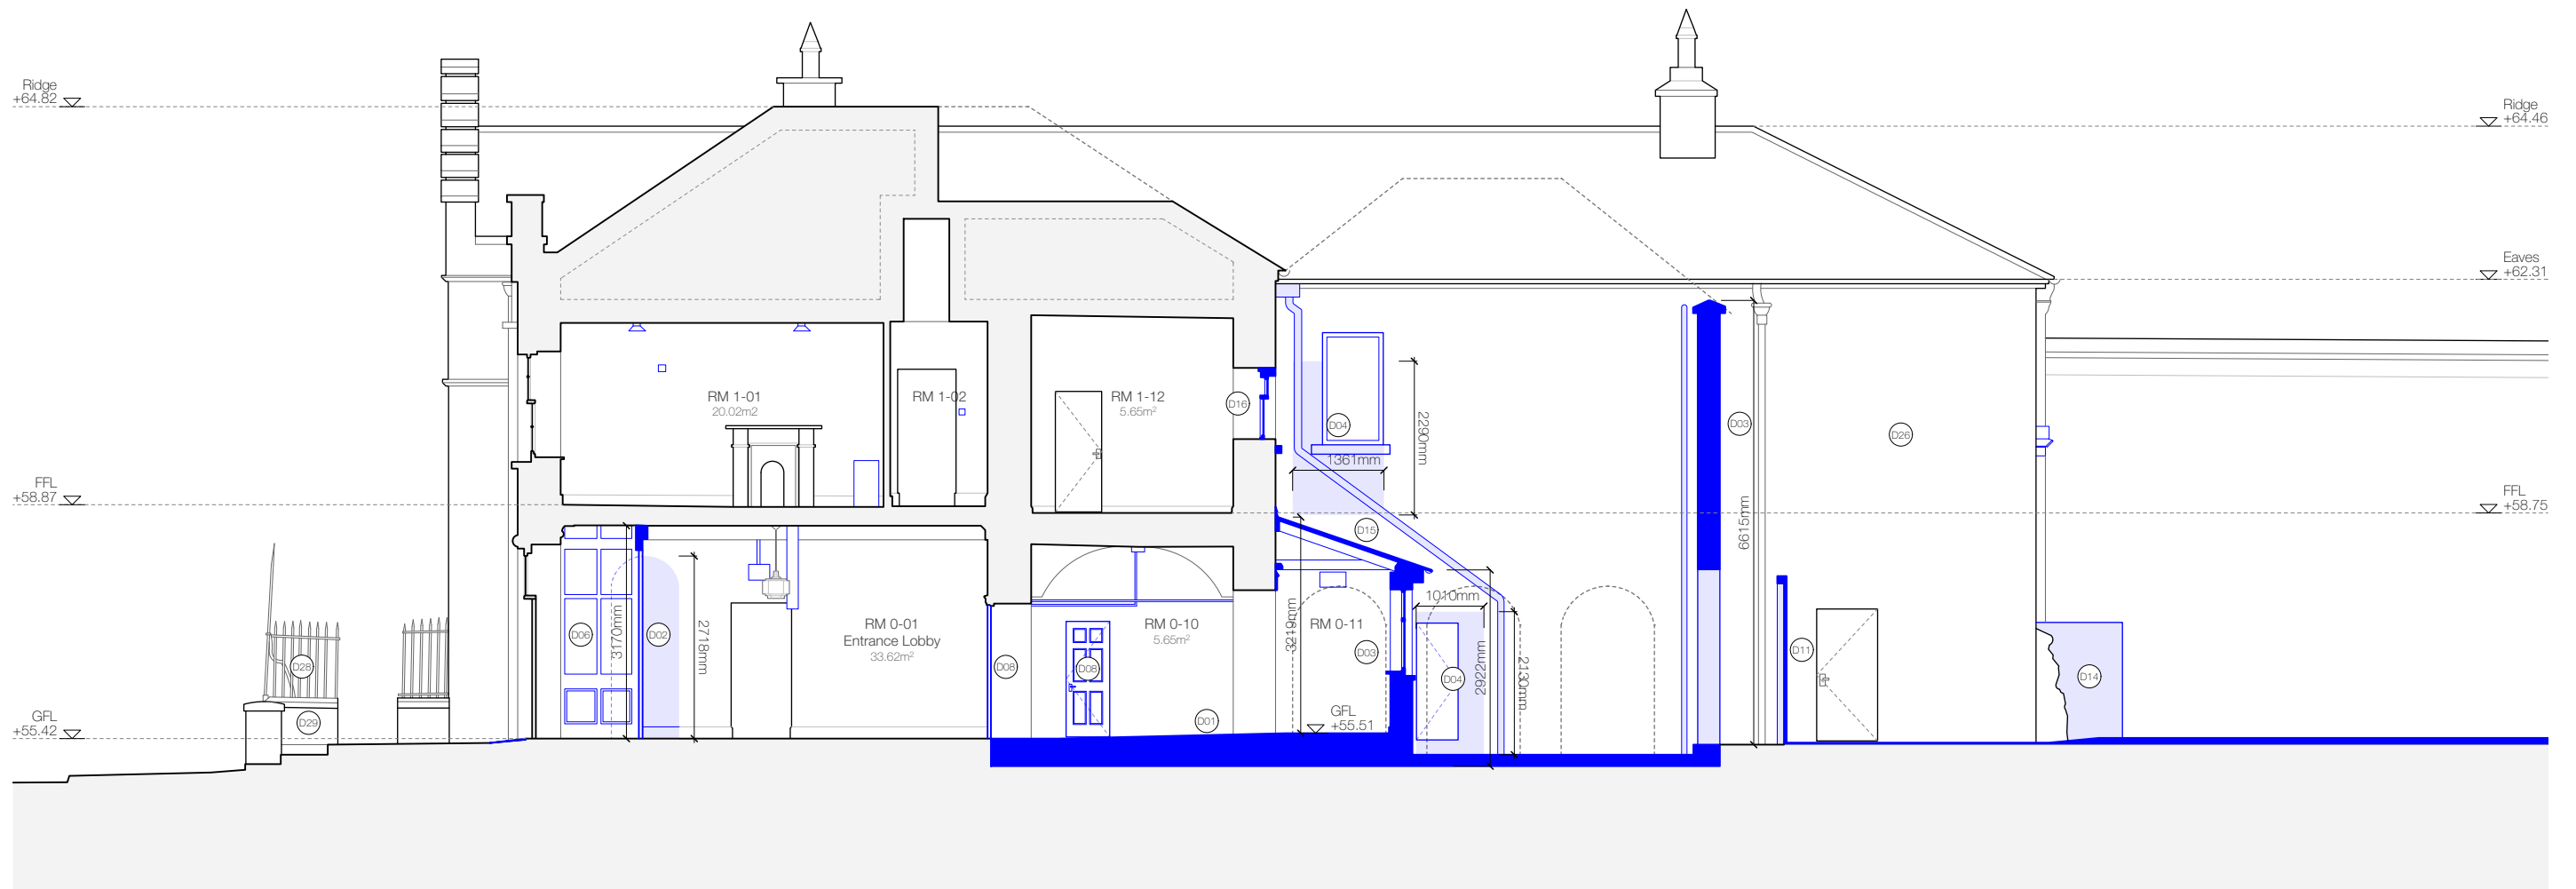 Ridge
+64.82
Ridge
+64.46
Eaves
+62.31
RM 1-01
20.02m2
RM 1-02
RM 1-12
5.65m²
D16
D04
2290mm
1361mm
D03
D26
6615mm
FFL
+58.87
FFL
+58.75
D15
D06
3170mm
D02
2718mm
RM 0-01
Entrance Lobby
33.62m²
D08
D08
RM 0-10
5.65m²
D01
3219mm
RM 0-11
D03
1010mm
D04
2922mm
2130mm
D11
D14
D28
D29
GFL
+55.42
GFL
+55.51